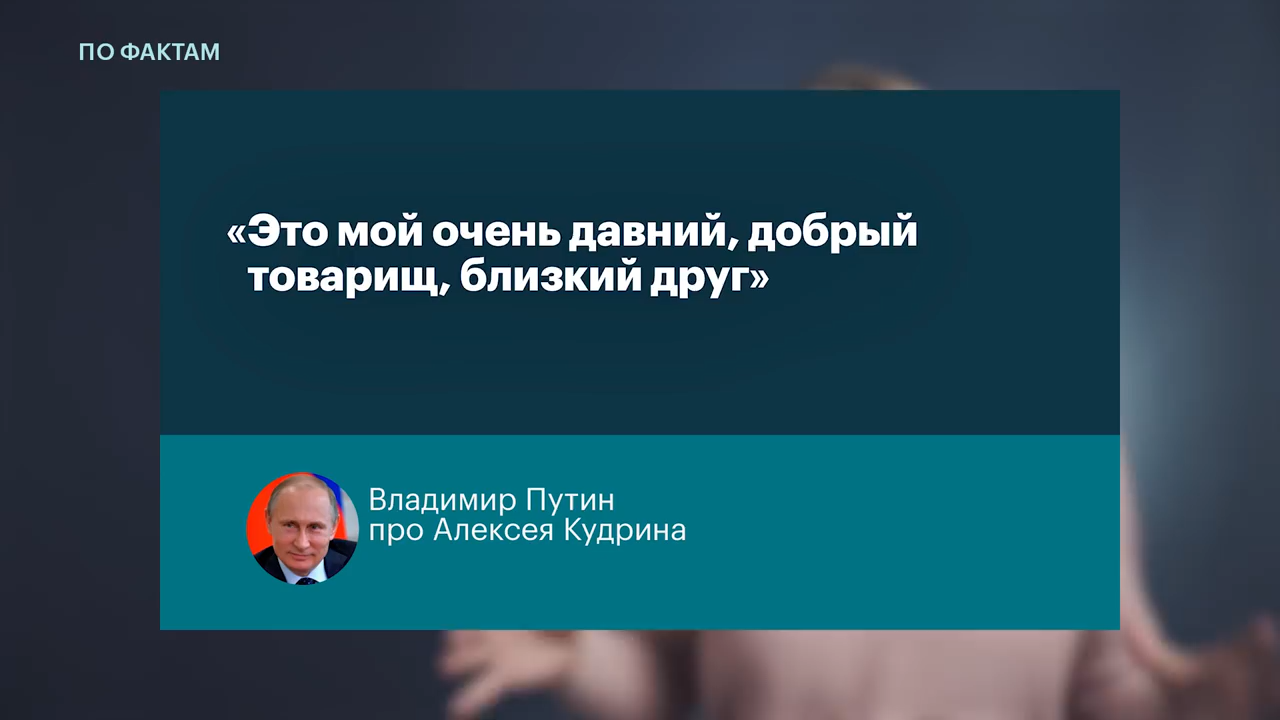 ПО ФАКТАМ
«Это мой очень давний, добрый
товарищ, близкий друг»
Владимир Путин
про Алексея Кудрина